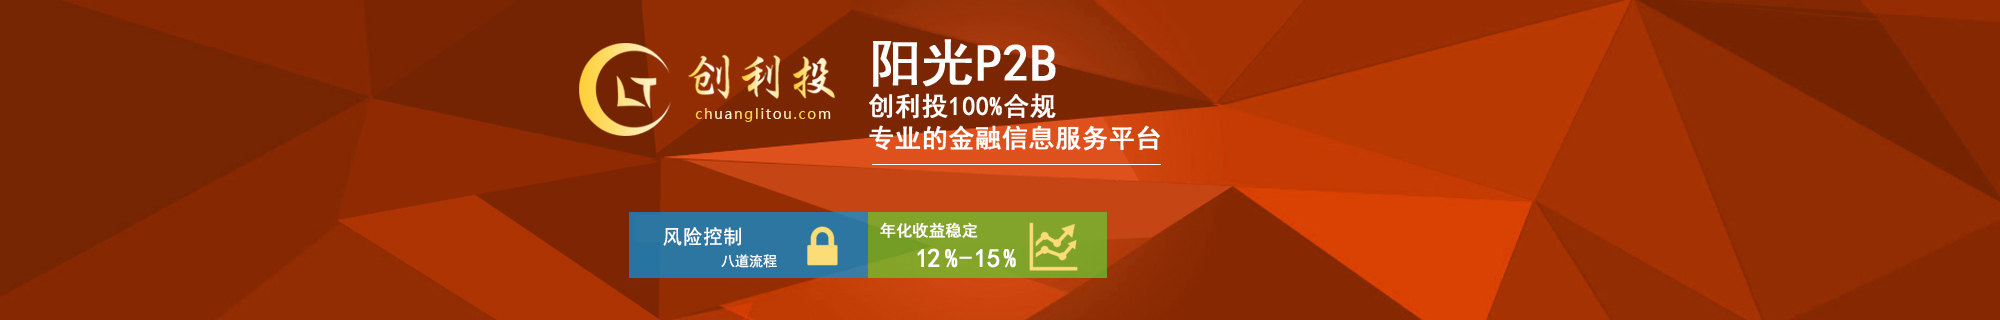 创利投
chuanglitou.com
阳光P2B
创利投100%合规
专业的金融信息服务平台
风险控制
八道流程
年化收益稳定
12%-15%